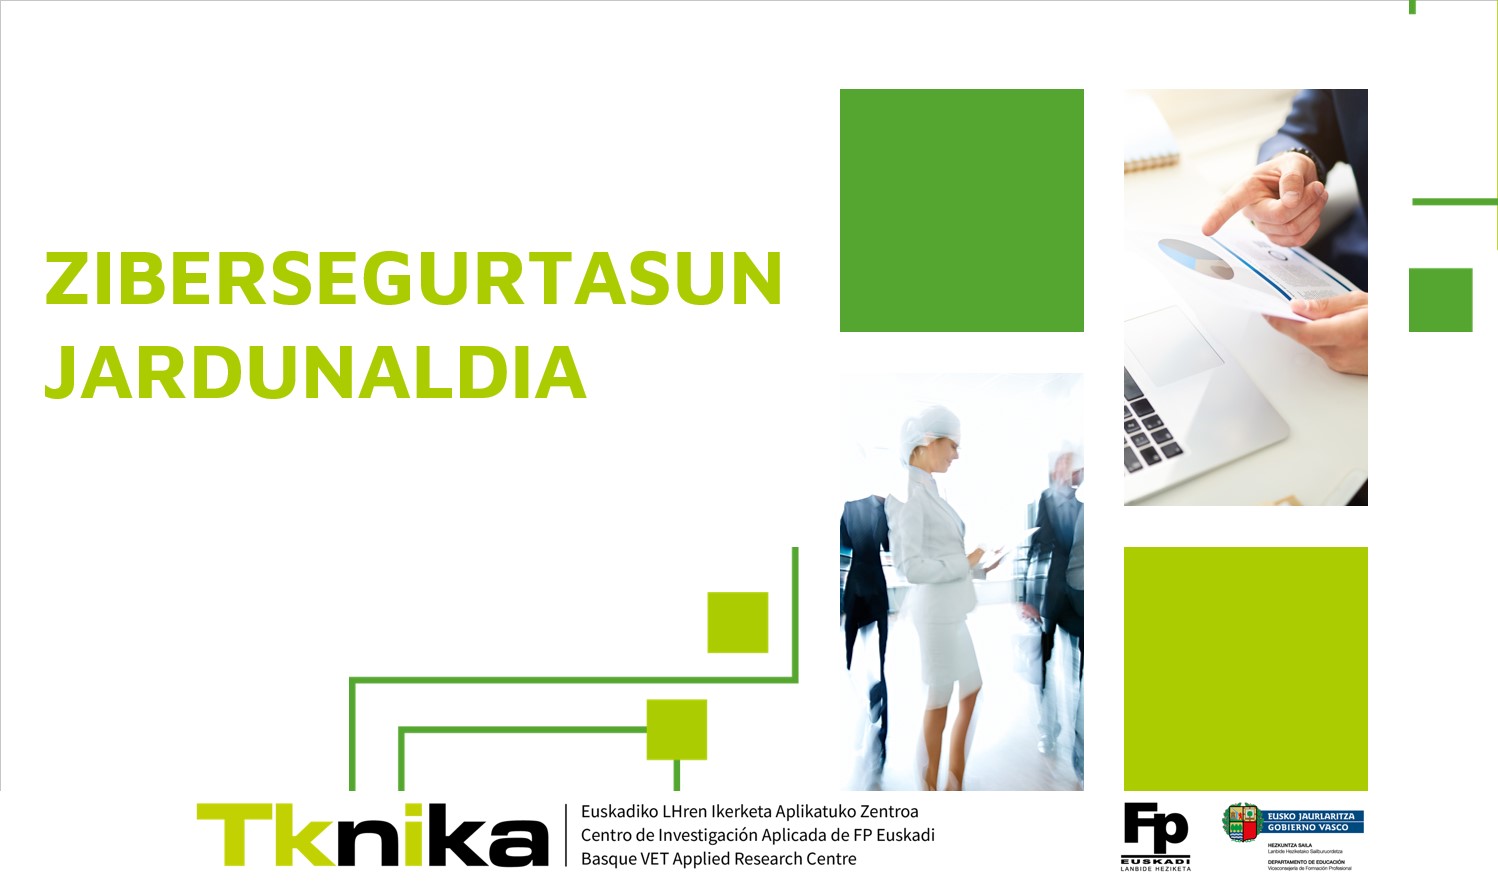 ZIBERSEGURTASUN
JARDUNALDIA
Tknika
Euskadiko LHren Ikerketa Aplikatuko Zentroa
Centro de Investigación Aplicada de FP Euskadi
Basque VET Applied Research Centre
Fp
EUSKADI
LANBIDE HEZIKETA
EUSKO JAURLARITZA
GOBIERNO VASCO
HEZKUNTZA SAILA
Lanbide Heziketako Sailburuordetza
DEPARTAMENTO DE EDUCACIÓN
Viceconsejería de Formación Profesional